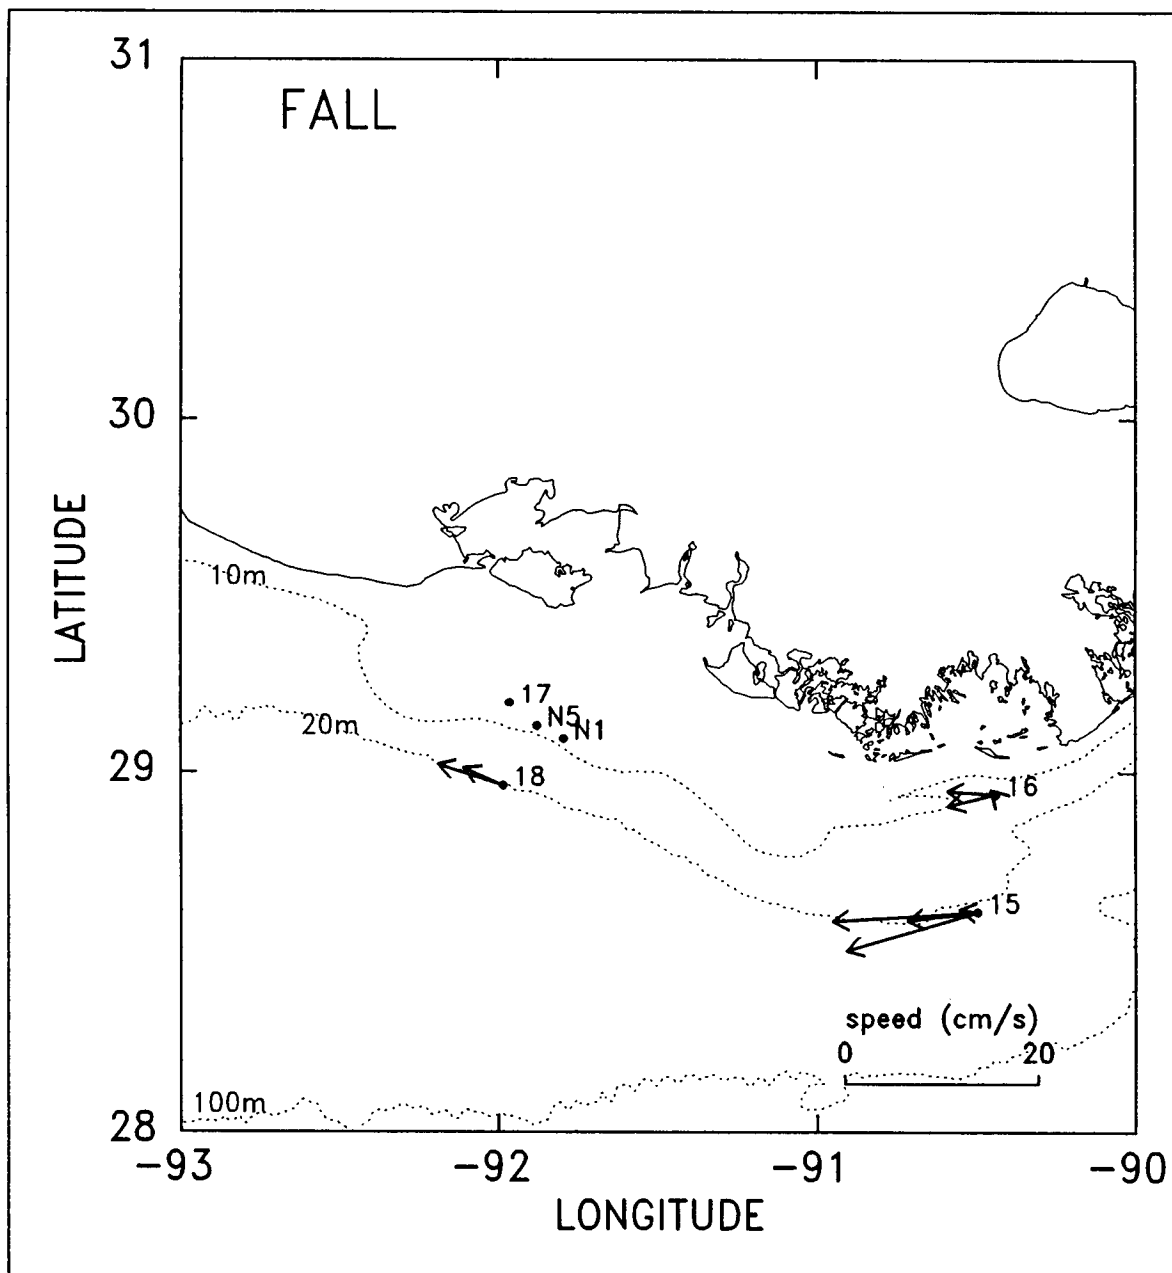 31
FALL
30
LATITUDE
10m
17
N5
N1
20m
29
18
16
15
speed (cm/s)
0 20
100m
28
-93 -92 -91 -90
LONGITUDE